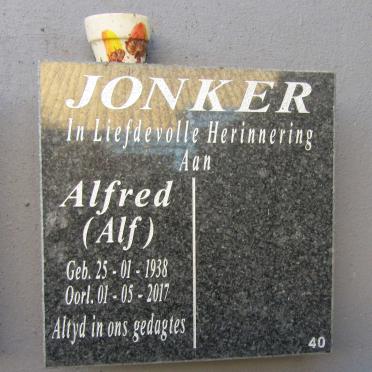 JONKER
In Liefdevolle Herinnering
Aan
Alfred
(Alf)
Geb. 25 - 01 - 1938
Oorl. 01 - 05 - 2017
Altyd in ons gedagtes
40